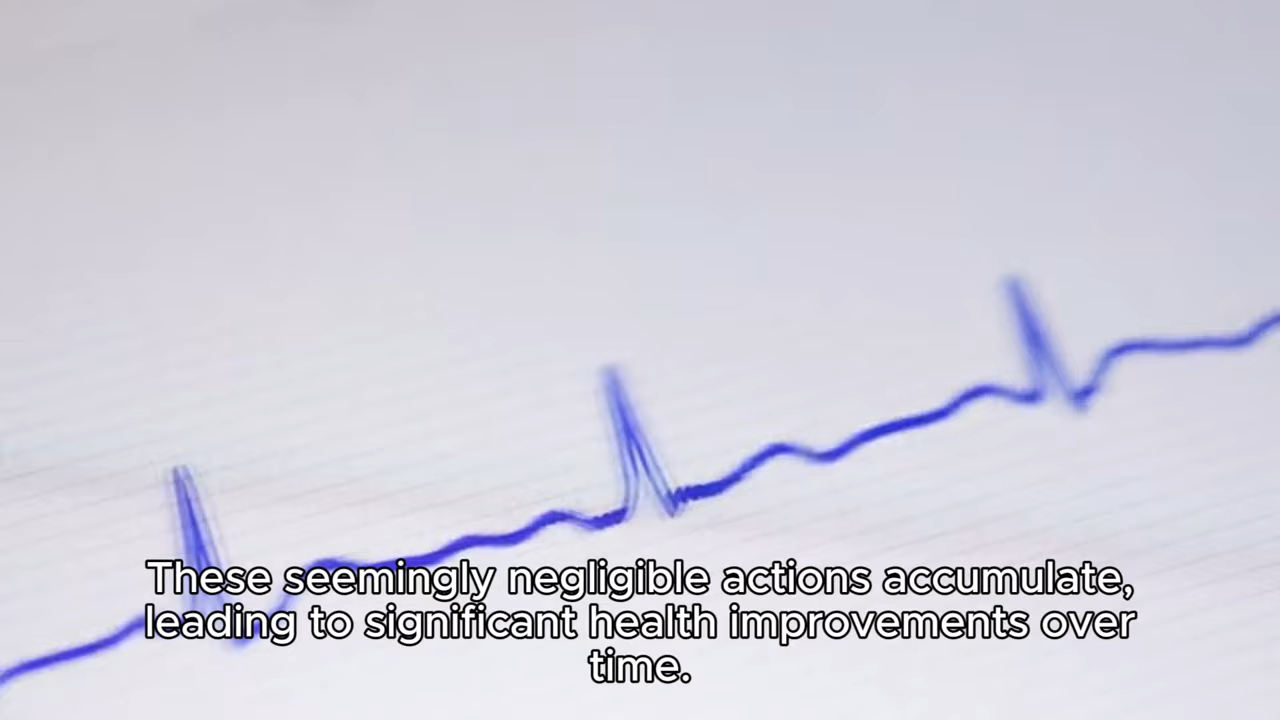 These seemingly negligible actions accumulate,
leading to significant health improvements over
time.